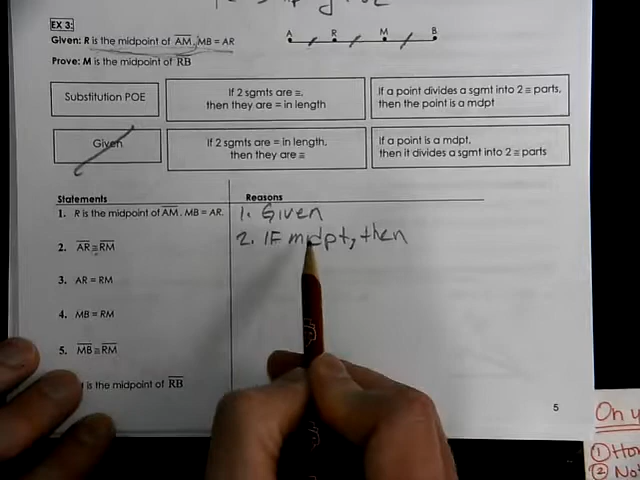 EX 3:
Given: R is the midpoint of AM, MB = AR
A R M B
Prove: M is the midpoint of RB
Substitution POE
If 2 sgmts are ≅,
then they are = in length
If a point divides a sgmt into 2 ≅ parts,
then the point is a mdpt
Given
If 2 sgmts are = in length,
then they are ≅
If a point is a mdpt,
then it divides a sgmt into 2 ≅ parts
Statements Reasons
1. R is the midpoint of AM. MB = AR. 1. Given
2. AR ≅ RM 2. IF mdpt, then
3. AR = RM
4. MB = RM
5. MB ≅ RM
is the midpoint of RB
5
On y
① How
② No